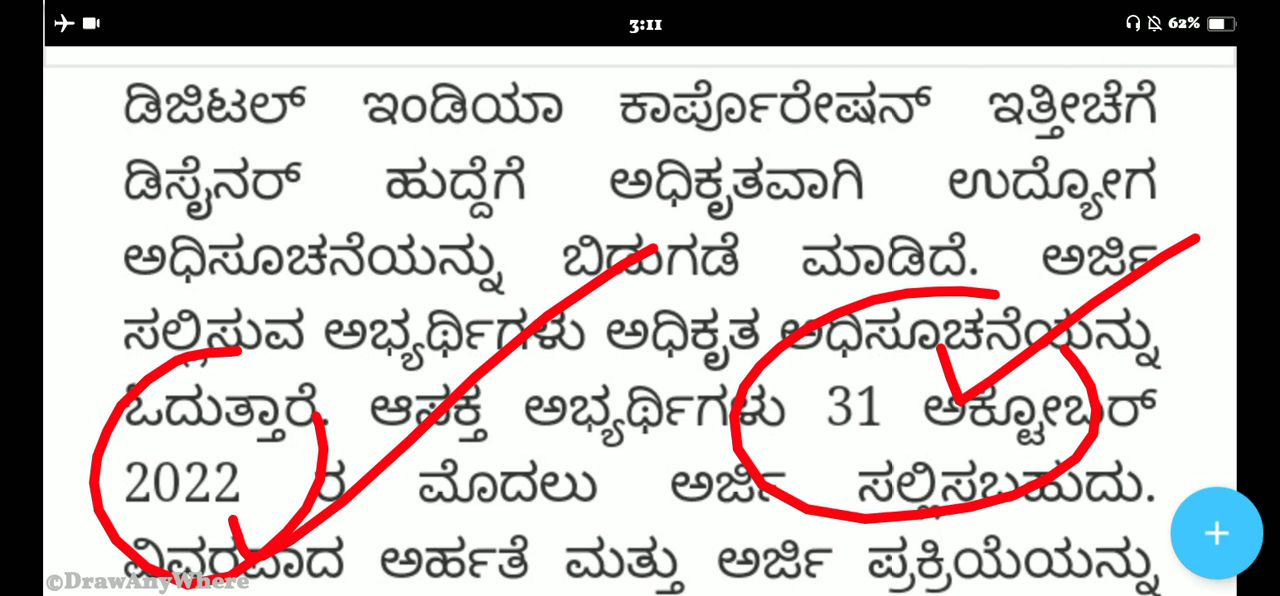 3:11
62%
ಡಿಜಿಟಲ್ ಇಂಡಿಯಾ ಕಾರ್ಪೊರೇಷನ್ ಇತ್ತೀಚೆಗೆ
ಡಿಸೈನರ್ ಹುದ್ದೆಗೆ ಅಧಿಕೃತವಾಗಿ ಉದ್ಯೋಗ
ಅಧಿಸೂಚನೆಯನ್ನು ಬಿಡುಗಡೆ ಮಾಡಿದೆ. ಅರ್ಜಿ
ಸಲ್ಲಿಸುವ ಅಭ್ಯರ್ಥಿಗಳು ಅಧಿಕೃತ ಅಧಿಸೂಚನೆಯನ್ನು
ಓದುತ್ತಾರೆ. ಆಸಕ್ತ ಅಭ್ಯರ್ಥಿಗಳು 31 ಅಕ್ಟೋಬರ್
2022 ರ ಮೊದಲು ಅರ್ಜಿ ಸಲ್ಲಿಸಬಹುದು.
ವಿವರವಾದ ಅರ್ಹತೆ ಮತ್ತು ಅರ್ಜಿ ಪ್ರಕ್ರಿಯೆಯನ್ನು
©DrawAnyWhere